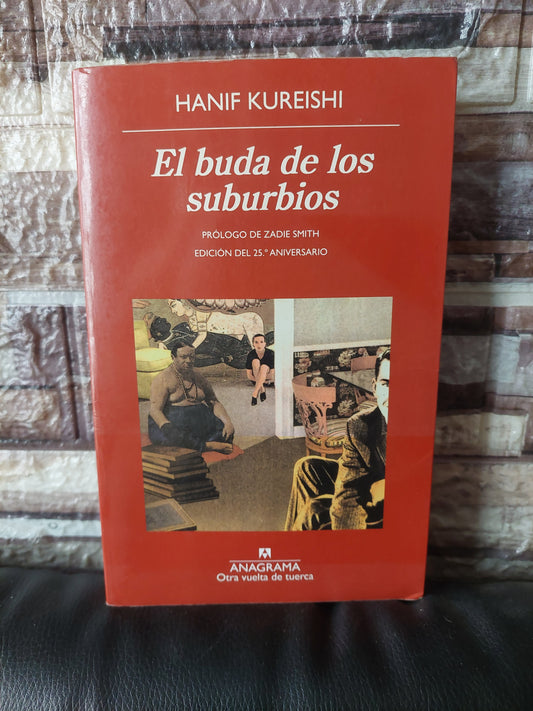 HANIF KUREISHI
El buda de los
suburbios
PRÓLOGO DE ZADIE SMITH
EDICIÓN DEL 25.º ANIVERSARIO
ANAGRAMA
Otra vuelta de tuerca